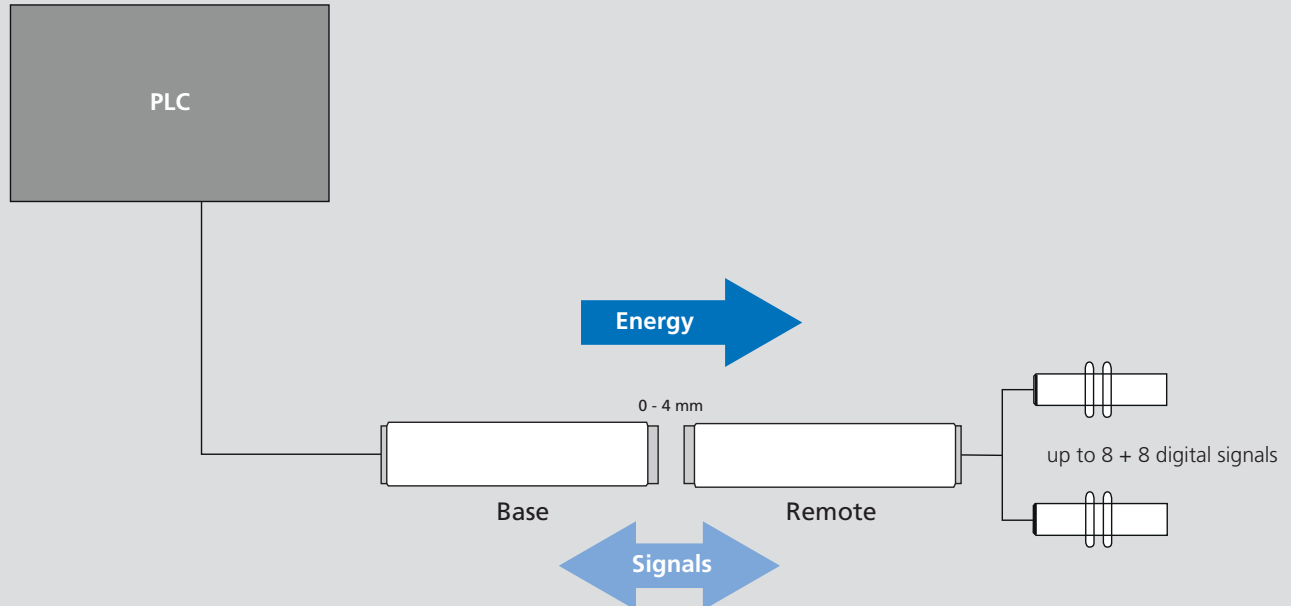 PLC
Energy
0 - 4 mm
up to 8 + 8 digital signals
Base
Remote
Signals